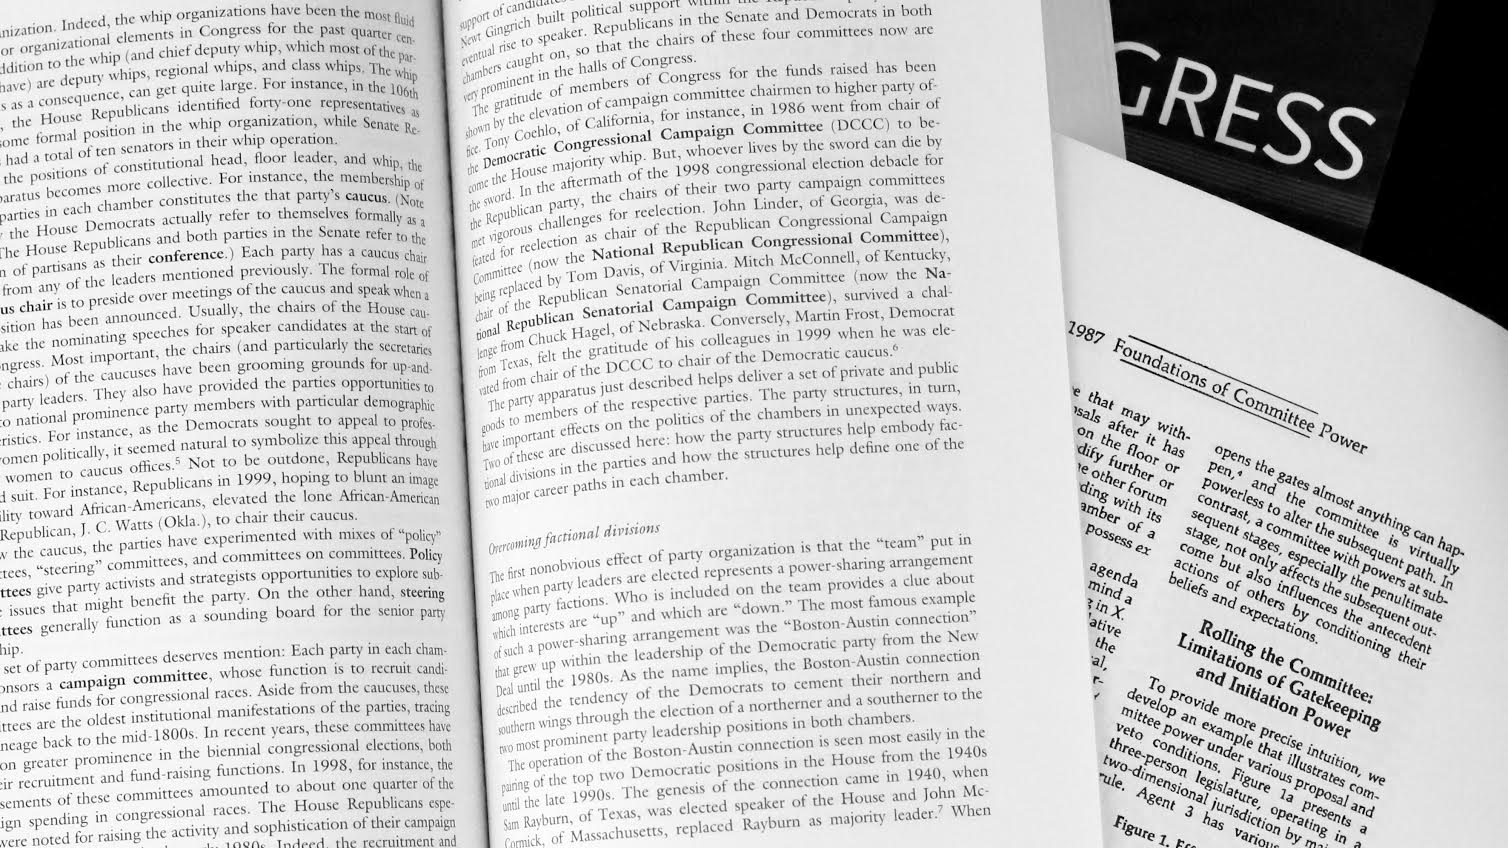 nization. Indeed, the whip organizations have been the most fluid
or organizational elements in Congress for the past quarter cen-
ddition to the whip (and chief deputy whip, which most of the par-
have) are deputy whips, regional whips, and class whips. The whip
s as a consequence, can get quite large. For instance, in the 106th
, the House Republicans identified forty-one representatives as
some formal position in the whip organization, while Senate Re-
had a total of ten senators in their whip operation.
the positions of constitutional head, floor leader, and whip, the
paratus becomes more collective. For instance, the membership of
parties in each chamber constitutes the that party's caucus. (Note
the House Democrats actually refer to themselves formally as a
The House Republicans and both parties in the Senate refer to the
n of partisans as their conference.) Each party has a caucus chair
from any of the leaders mentioned previously. The formal role of
us chair is to preside over meetings of the caucus and speak when a
sition has been announced. Usually, the chairs of the House cau-
ake the nominating speeches for speaker candidates at the start of
ongress. Most important, the chairs (and particularly the secretaries
chairs) of the caucuses have been grooming grounds for up-and-
party leaders. They also have provided the parties opportunities to
to national prominence party members with particular demographic
eristics. For instance, as the Democrats sought to appeal to profes-
women politically, it seemed natural to symbolize this appeal through
women to caucus offices.5 Not to be outdone, Republicans have
d suit. For instance, Republicans in 1999, hoping to blunt an image
ility toward African-Americans, elevated the lone African-American
Republican, J. C. Watts (Okla.), to chair their caucus.
w the caucus, the parties have experimented with mixes of "policy"
ttees, "steering" committees, and committees on committees. Policy
ttees give party activists and strategists opportunities to explore sub-
issues that might benefit the party. On the other hand, steering
ttees generally function as a sounding board for the senior party
hip.
set of party committees deserves mention: Each party in each cham-
onsors a campaign committee, whose function is to recruit candi-
nd raise funds for congressional races. Aside from the caucuses, these
ttees are the oldest institutional manifestations of the parties, tracing
neage back to the mid-1800s. In recent years, these committees have
on greater prominence in the biennial congressional elections, both
eir recruitment and fund-raising functions. In 1998, for instance, the
sements of these committees amounted to about one quarter of the
ign spending in congressional races. The House Republicans espe-
were noted for raising the activity and sophistication of their campaign
1980s. Indeed, the recruitment and
support of candidates
Newt Gingrich built political support within the
eventual rise to speaker. Republicans in the Senate and Democrats in both
chambers caught on, so that the chairs of these four committees now are
very prominent in the halls of Congress.
The gratitude of members of Congress for the funds raised has been
shown by the elevation of campaign committee chairmen to higher party of-
fice. Tony Coehlo, of California, for instance, in 1986 went from chair of
the Democratic Congressional Campaign Committee (DCCC) to be-
come the House majority whip. But, whoever lives by the sword can die by
the sword. In the aftermath of the 1998 congressional election debacle for
the Republican party, the chairs of their two party campaign committees
met vigorous challenges for reelection. John Linder, of Georgia, was de-
feated for reelection as chair of the Republican Congressional Campaign
Committee (now the National Republican Congressional Committee),
being replaced by Tom Davis, of Virginia. Mitch McConnell, of Kentucky,
chair of the Republican Senatorial Campaign Committee (now the Na-
tional Republican Senatorial Campaign Committee), survived a chal-
lenge from Chuck Hagel, of Nebraska. Conversely, Martin Frost, Democrat
from Texas, felt the gratitude of his colleagues in 1999 when he was ele-
vated from chair of the DCCC to chair of the Democratic caucus.6
The party apparatus just described helps deliver a set of private and public
goods to members of the respective parties. The party structures, in turn,
have important effects on the politics of the chambers in unexpected ways.
Two of these are discussed here: how the party structures help embody fac-
tional divisions in the parties and how the structures help define one of the
two major career paths in each chamber.
Overcoming factional divisions
The first nonobvious effect of party organization is that the "team" put in
place when party leaders are elected represents a power-sharing arrangement
among party factions. Who is included on the team provides a clue about
which interests are "up" and which are "down." The most famous example
of such a power-sharing arrangement was the "Boston-Austin connection"
that grew up within the leadership of the Democratic party from the New
Deal until the 1980s. As the name implies, the Boston-Austin connection
described the tendency of the Democrats to cement their northern and
southern wings through the election of a northerner and a southerner to the
two most prominent party leadership positions in both chambers.
The operation of the Boston-Austin connection is seen most easily in the
pairing of the top two Democratic positions in the House from the 1940s
until the late 1990s. The genesis of the connection came in 1940, when
Sam Rayburn, of Texas, was elected speaker of the House and John Mc-
Cormick, of Massachusetts, replaced Rayburn as majority leader.7 When
GRESS
1987 Foundations of Committee Power
e that may with-
osals after it has
on the floor or
dify further or
he other forum
ding with its
amber of a
possess ex
agenda
mind a
g in X.
lative
the
al,
r-
opens the gates almost anything can hap-
pen,4 and the committee is virtually
powerless to alter the subsequent path. In
contrast, a committee with powers at sub-
sequent stages, especially the penultimate
stage, not only affects the subsequent out-
come but also influences the antecedent
actions of others by conditioning their
beliefs and expectations.
Rolling the Committee:
Limitations of Gatekeeping
and Initiation Power
To provide more precise intuition, we
develop an example that illustrates com-
mittee power under various proposal and
veto conditions. Figure 1a presents a
three-person legislature, operating in a
two-dimensional jurisdiction by maj
rule. Agent 3 has various
Figure 1.